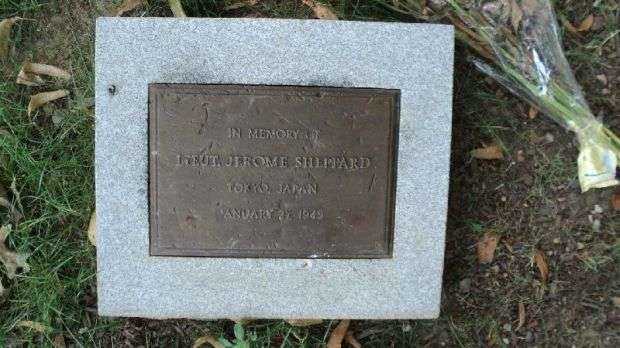 IN MEMORY OF
LIEUT. JEROME SHEPPARD
TOKYO, JAPAN
JANUARY 27, 1945